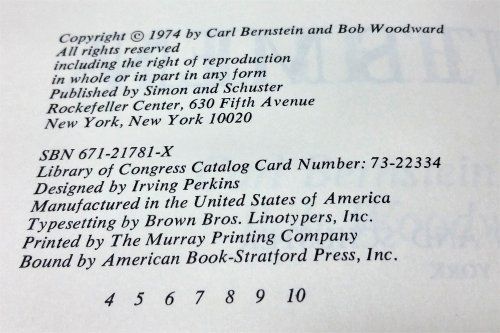 Copyright © 1974 by Carl Bernstein and Bob Woodward
All rights reserved
including the right of reproduction
in whole or in part in any form
Published by Simon and Schuster
Rockefeller Center, 630 Fifth Avenue
New York, New York 10020
SBN 671-21781-X
Library of Congress Catalog Card Number: 73-22334
Designed by Irving Perkins
Manufactured in the United States of America
Typesetting by Brown Bros. Linotypers, Inc.
Printed by The Murray Printing Company
Bound by American Book-Stratford Press, Inc.
4 5 6 7 8 9 10